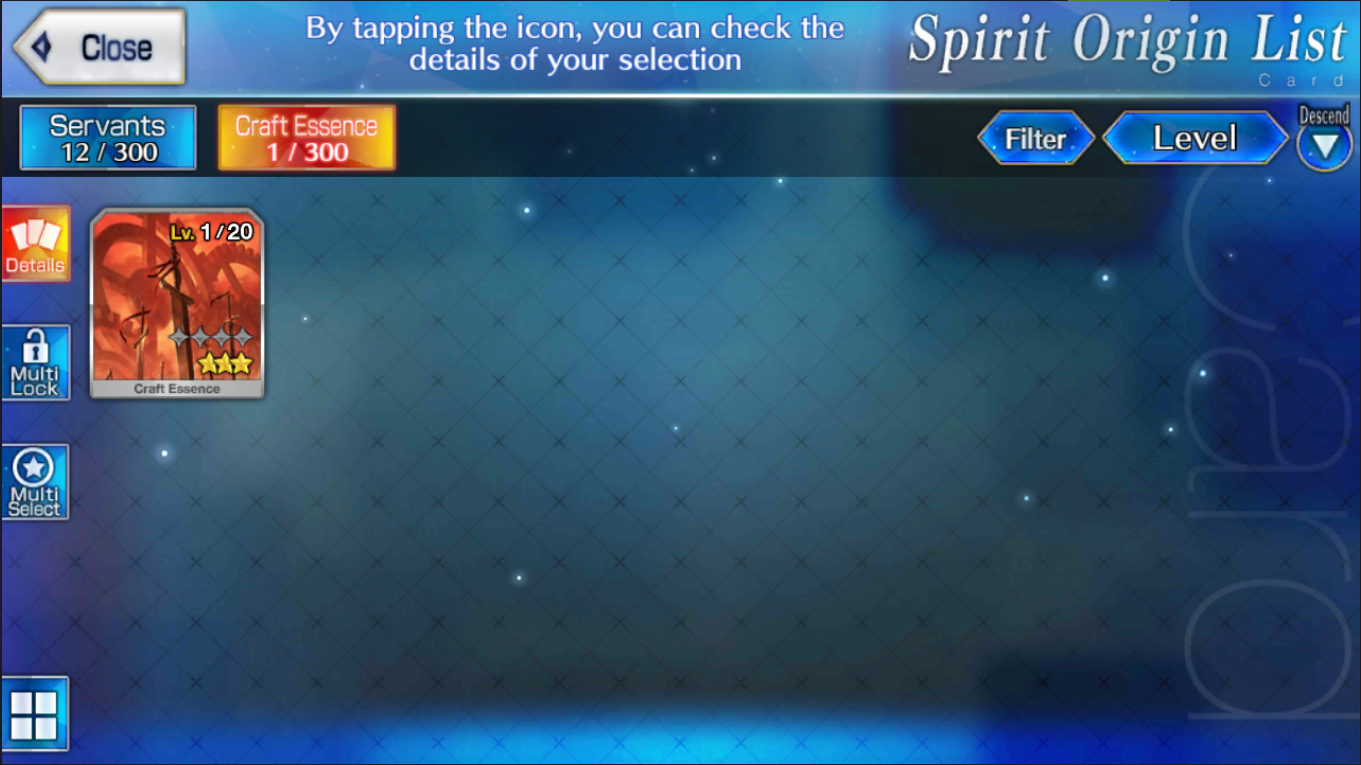 Close
By tapping the icon, you can check the
details of your selection
Spirit Origin List
Card
Servants
12 / 300
Craft Essence
1 / 300
Filter
Level
Descend
Details
Lv. 1/20
Craft Essence
Multi
Lock
Multi
Select
Card